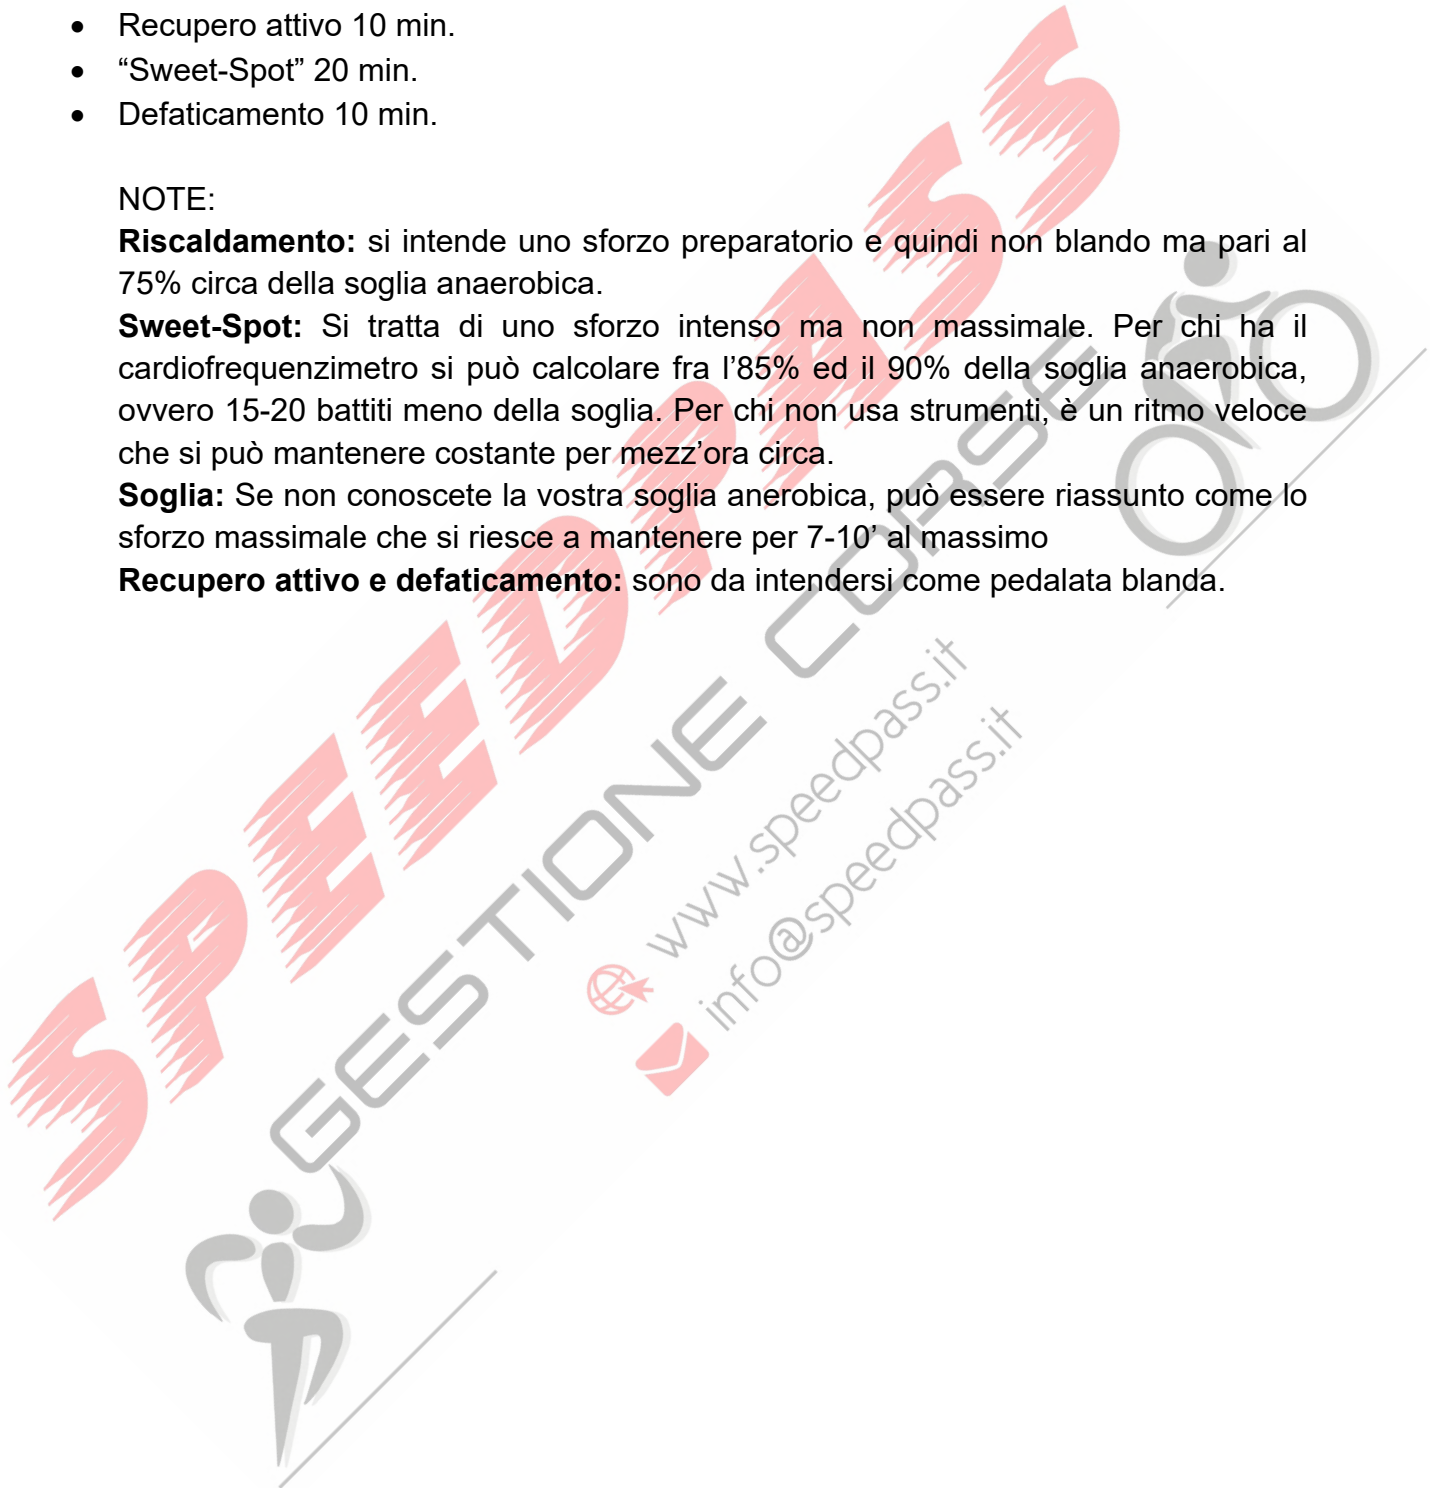 • Recupero attivo 10 min.
• “Sweet-Spot” 20 min.
• Defaticamento 10 min.
NOTE:
Riscaldamento: si intende uno sforzo preparatorio e quindi non blando ma pari al
75% circa della soglia anaerobica.
Sweet-Spot: Si tratta di uno sforzo intenso ma non massimale. Per chi ha il
cardiofrequenzimetro si può calcolare fra l’85% ed il 90% della soglia anaerobica,
ovvero 15-20 battiti meno della soglia. Per chi non usa strumenti, è un ritmo veloce
che si può mantenere costante per mezz’ora circa.
Soglia: Se non conoscete la vostra soglia anerobica, può essere riassunto come lo
sforzo massimale che si riesce a mantenere per 7-10’ al massimo
Recupero attivo e defaticamento: sono da intendersi come pedalata blanda.
SPEEDPASS
GESTIONE CORSE
www.speedpass.it
info@speedpass.it